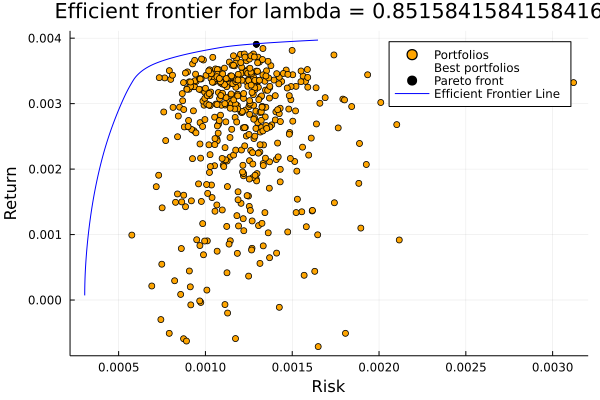 Efficient frontier for lambda = 0.8515841584158416
0.004
0.003
0.002
0.001
0.000
Return
Portfolios
Best portfolios
Pareto front
Efficient Frontier Line
0.0005
0.0010
0.0015
0.0020
0.0025
0.0030
Risk